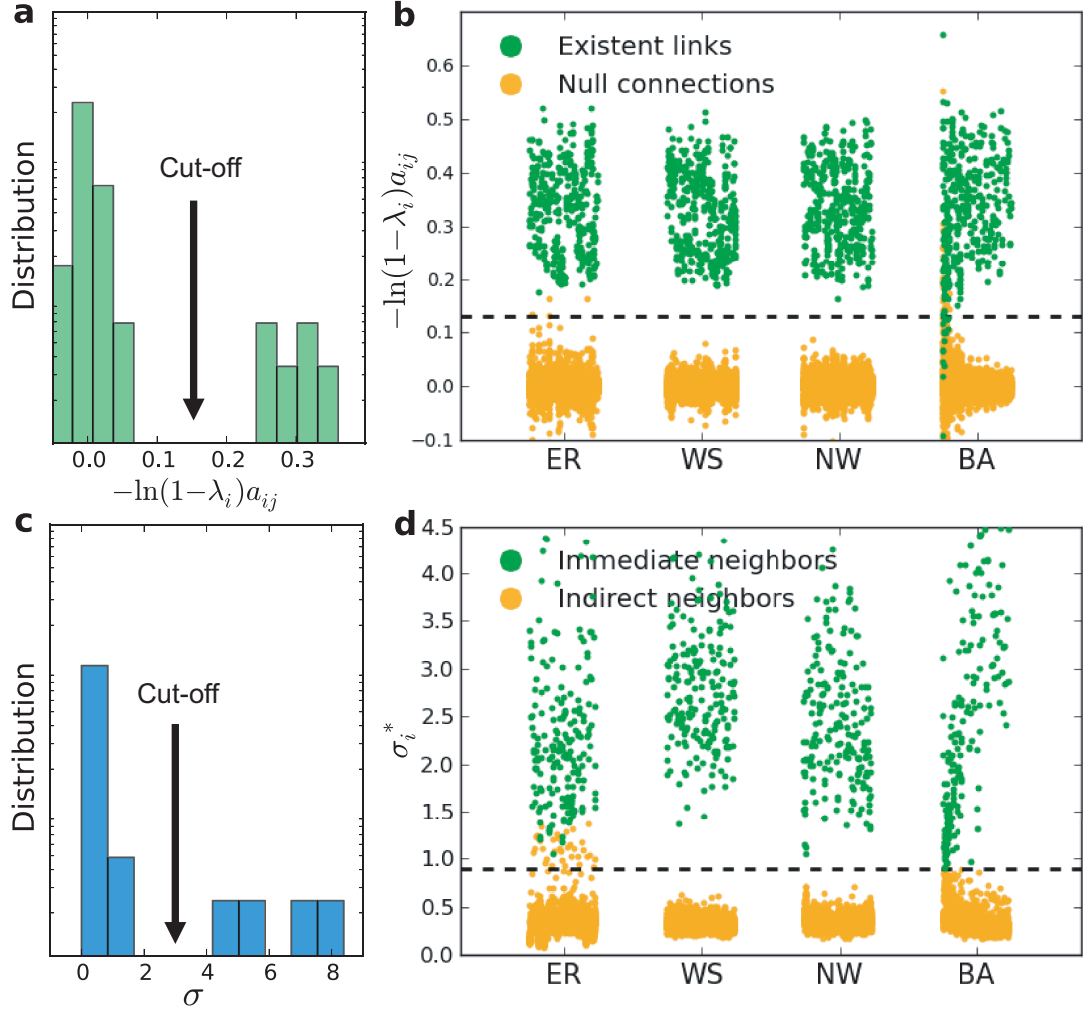 a
Distribution
Cut-off
0.0 0.1 0.2 0.3
−ln(1−λᵢ)aᵢⱼ
b
Existent links
Null connections
−ln(1−λᵢ)aᵢⱼ
0.6
0.5
0.4
0.3
0.2
0.1
0.0
−0.1
ER WS NW BA
c
Distribution
Cut-off
0 2 4 6 8
σ
d
Immediate neighbors
Indirect neighbors
σᵢ*
4.5
4.0
3.5
3.0
2.5
2.0
1.5
1.0
0.5
0.0
ER WS NW BA